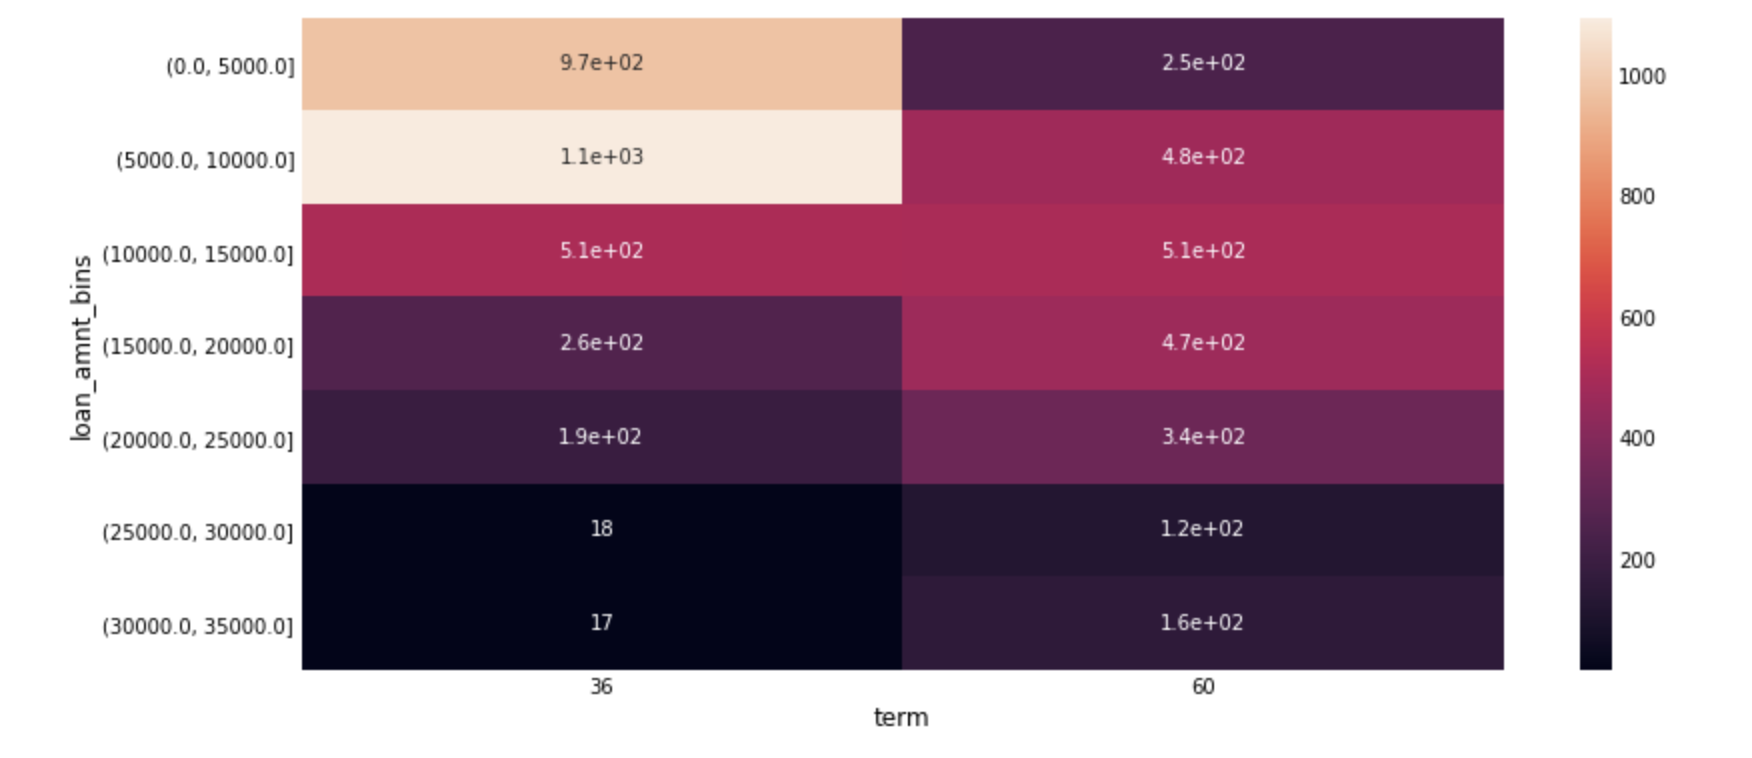 (0.0, 5000.0] 9.7e+02 2.5e+02
(5000.0, 10000.0] 1.1e+03 4.8e+02
(10000.0, 15000.0] 5.1e+02 5.1e+02
(15000.0, 20000.0] 2.6e+02 4.7e+02
(20000.0, 25000.0] 1.9e+02 3.4e+02
(25000.0, 30000.0] 18 1.2e+02
(30000.0, 35000.0] 17 1.6e+02
36 60
term
loan_amnt_bins
1000
800
600
400
200